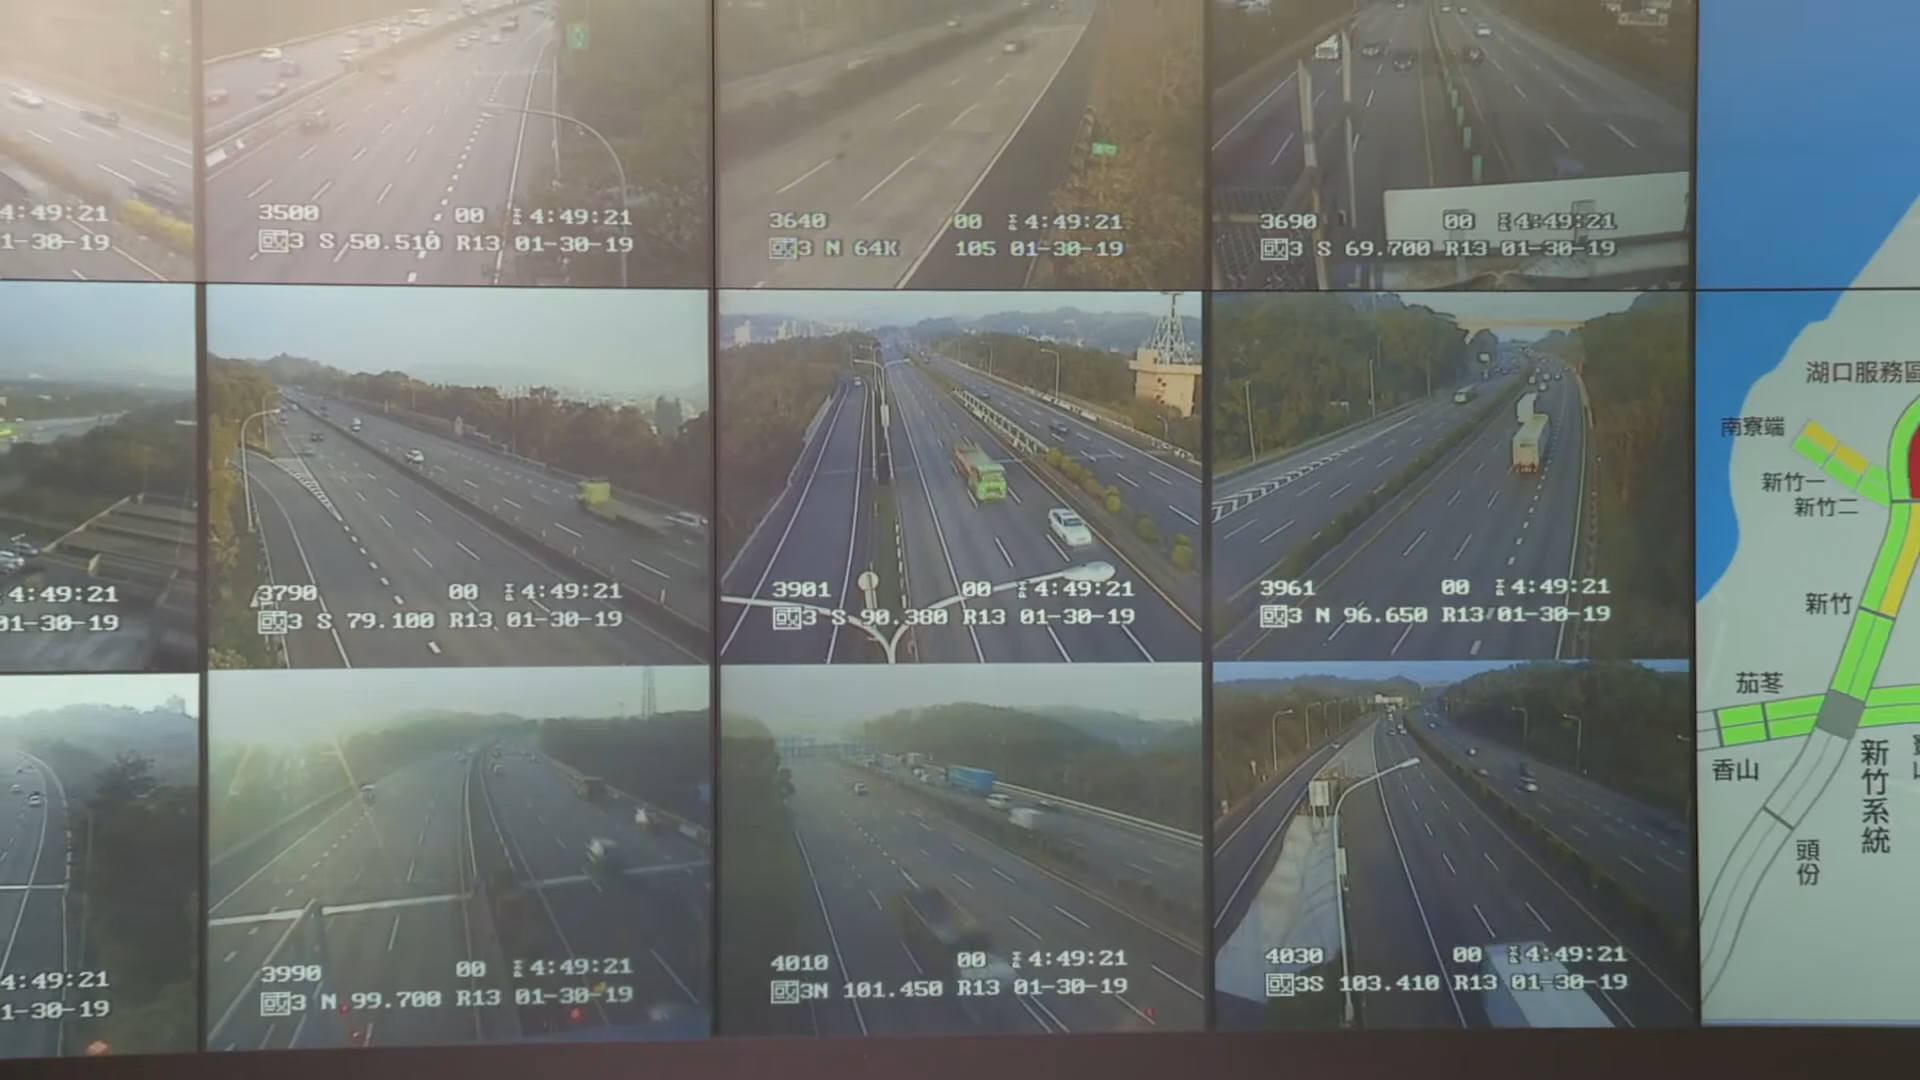 4:49:21
1-30-19
3500 00 4:49:21
國3 S 50.510 R13 01-30-19
3640 00 4:49:21
國3 N 64K 105 01-30-19
3690 00 4:49:21
國3 S 69.700 R13 01-30-19
4:49:21
01-30-19
3790 00 4:49:21
國3 S 79.100 R13 01-30-19
3901 00 4:49:21
國3 S 90.380 R13 01-30-19
3961 00 4:49:21
國3 N 96.650 R13 01-30-19
4:49:21
1-30-19
3990 00 4:49:21
國3 N 99.700 R13 01-30-19
4010 00 4:49:21
國3N 101.450 R13 01-30-19
4030 00 4:49:21
國3S 103.410 R13 01-30-19
湖口服務區
南寮端
新竹一
新竹二
新竹
茄苳
香山
新竹系統
頭份